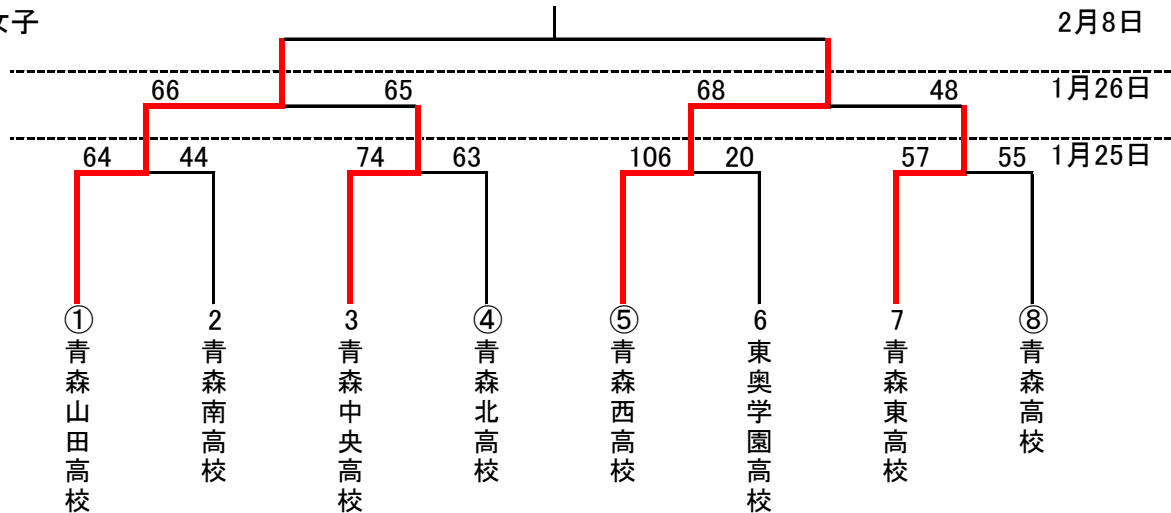 女子
2月8日
66 65 68 48 1月26日
64 44 74 63 106 20 57 55 1月25日
① 2 3 ④ ⑤ 6 7 ⑧
青森山田高校
青森南高校
青森中央高校
青森北高校
青森西高校
東奥学園高校
青森東高校
青森高校